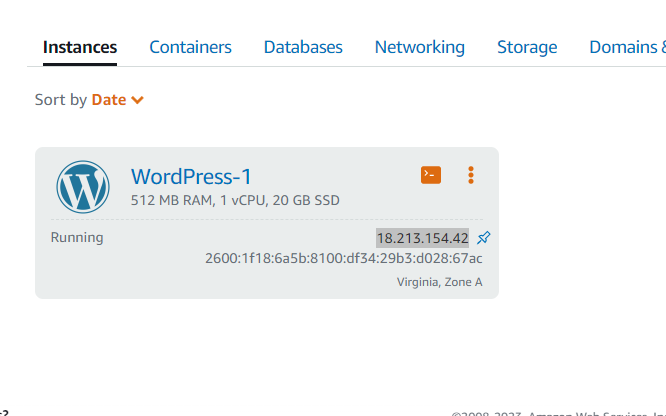 Instances Containers Databases Networking Storage Domains &
Sort by Date
WordPress-1
512 MB RAM, 1 vCPU, 20 GB SSD
Running 18.213.154.42
2600:1f18:6a5b:8100:df34:29b3:d028:67ac
Virginia, Zone A
©2008-2023, Amazon Web Services, Inc